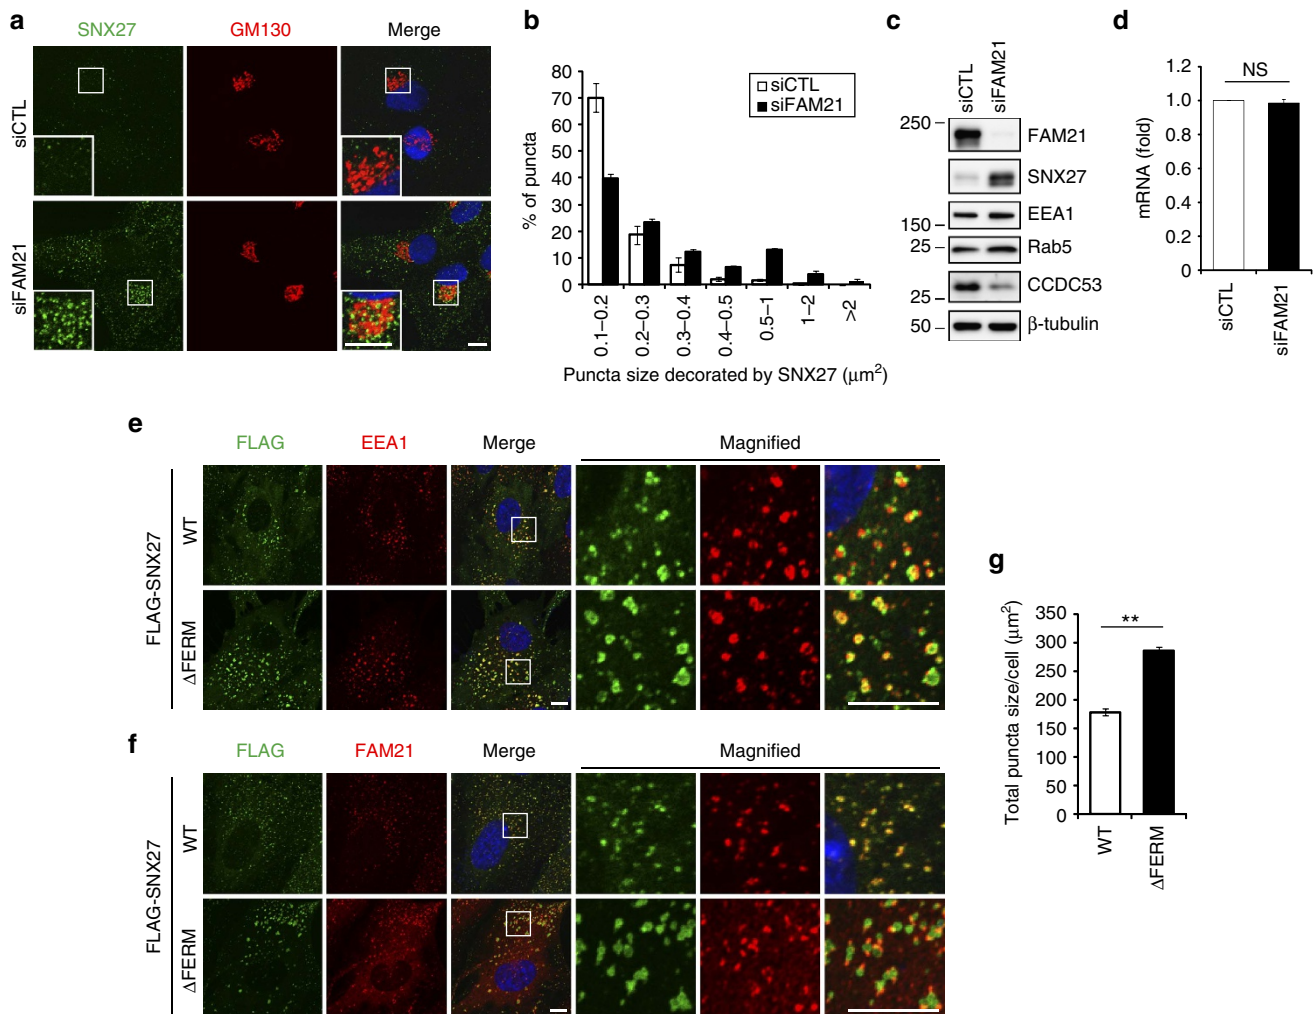 a
SNX27 GM130 Merge
siCTL
siFAM21
b
80
70
60
50
40
30
20
10
0
% of puncta
siCTL
siFAM21
0.1–0.2
0.2–0.3
0.3–0.4
0.4–0.5
0.5–1
1–2
>2
Puncta size decorated by SNX27 (μm²)
c
siCTL
siFAM21
250
150
25
25
50
FAM21
SNX27
EEA1
Rab5
CCDC53
β-tubulin
d
1.2
1.0
0.8
0.6
0.4
0.2
0
mRNA (fold)
NS
siCTL
siFAM21
e
FLAG EEA1 Merge Magnified
FLAG-SNX27
WT
ΔFERM
f
FLAG FAM21 Merge Magnified
FLAG-SNX27
WT
ΔFERM
g
350
300
250
200
150
100
50
0
Total puncta size/cell (μm²)
**
WT
ΔFERM